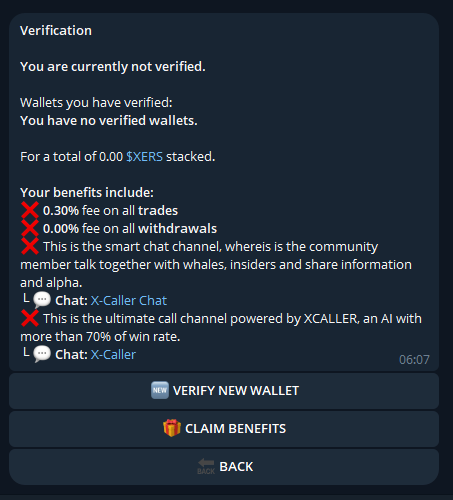 Verification
You are currently not verified.
Wallets you have verified:
You have no verified wallets.
For a total of 0.00 $XERS stacked.
Your benefits include:
❌ 0.30% fee on all trades
❌ 0.00% fee on all withdrawals
❌ This is the smart chat channel, whereis is the community
member talk together with whales, insiders and share information
and alpha.
└ 💬 Chat: X-Caller Chat
❌ This is the ultimate call channel powered by XCALLER, an AI with
more than 70% of win rate.
└ 💬 Chat: X-Caller
06:07
🆕 VERIFY NEW WALLET
🎁 CLAIM BENEFITS
🔙 BACK